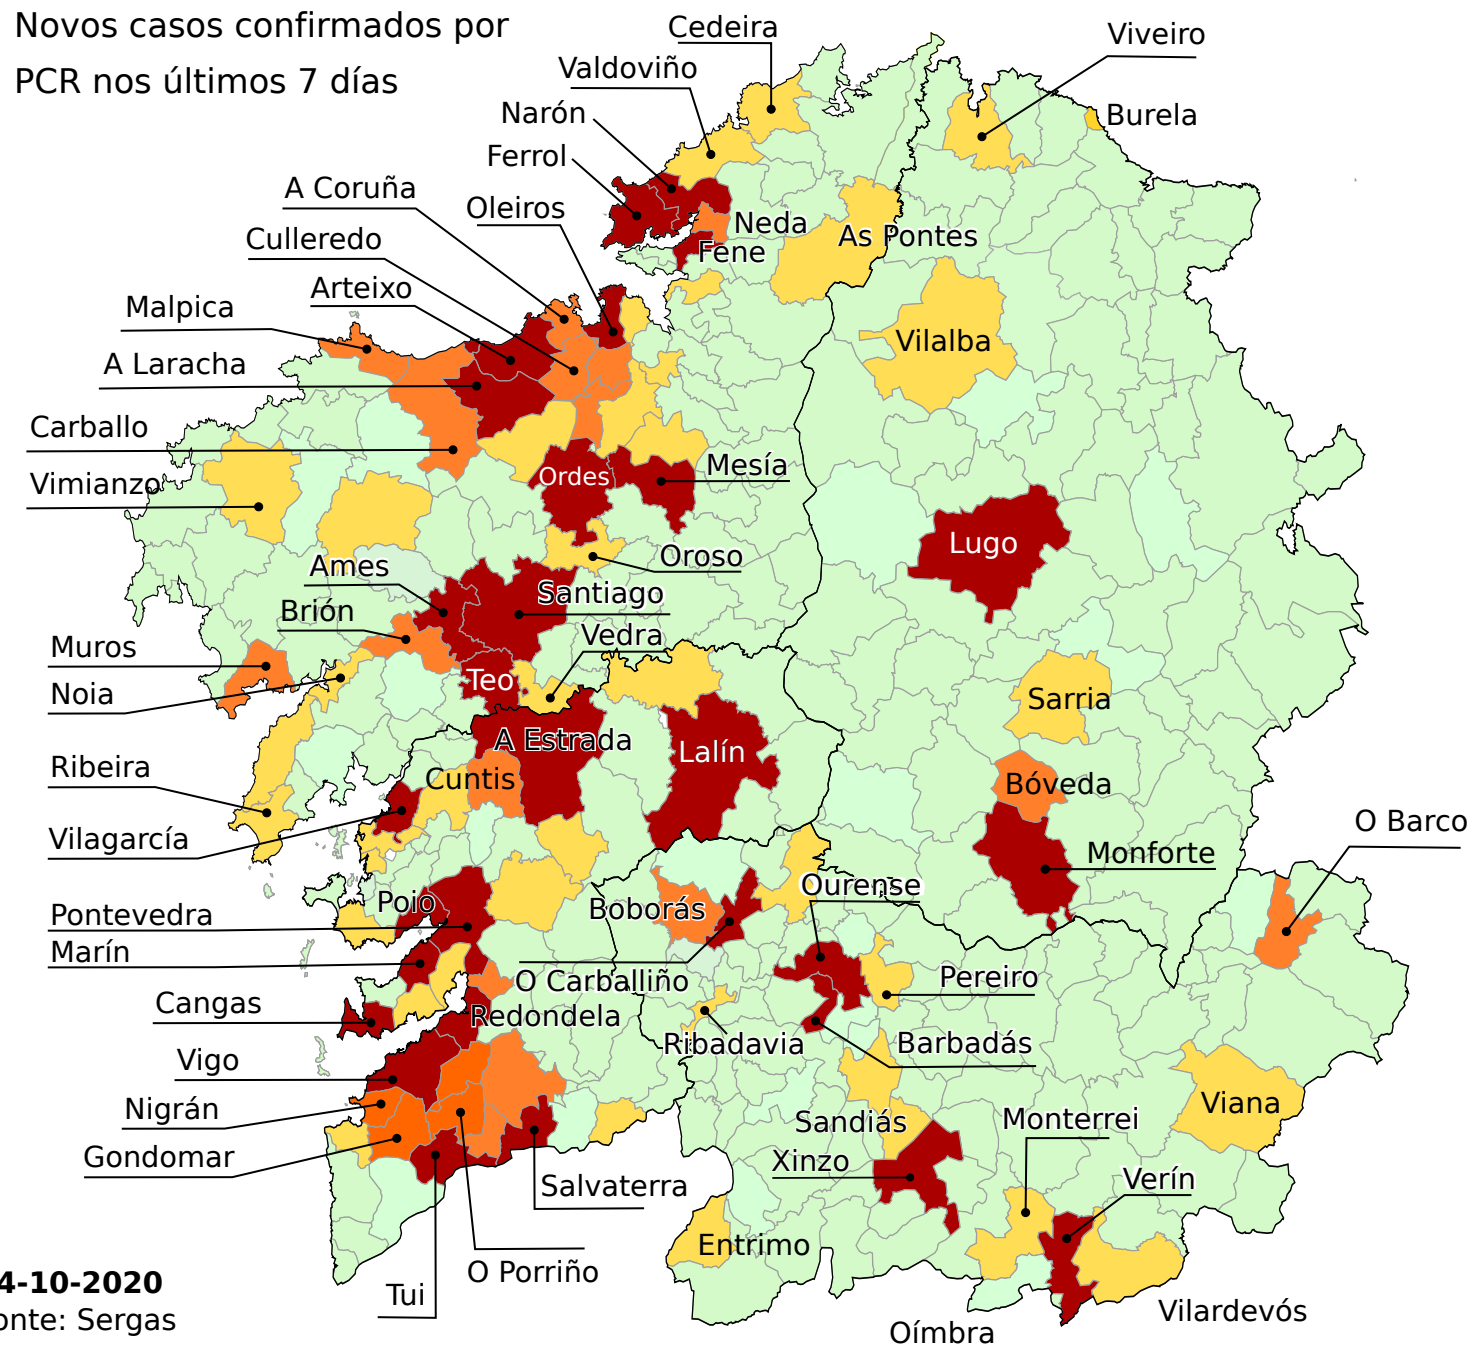 Novos casos confirmados por
PCR nos últimos 7 días
Cedeira
Viveiro
Valdoviño
Narón
Burela
Ferrol
A Coruña
Oleiros
Neda
As Pontes
Culleredo
Fene
Arteixo
Malpica
Vilalba
A Laracha
Carballo
Mesía
Ordes
Vimianzo
Lugo
Oroso
Ames
Santiago
Brión
Vedra
Muros
Teo
Noia
Sarria
A Estrada
Lalín
Ribeira
Cuntis
Bóveda
O Barco
Vilagarcía
Monforte
Ourense
Poio
Boborás
Pontevedra
Marín
O Carballiño
Pereiro
Cangas
Redondela
Ribadavia
Barbadás
Vigo
Viana
Nigrán
Sandiás
Monterrei
Gondomar
Xinzo
Verín
Salvaterra
Entrimo
O Porriño
4-10-2020
Tui
onte: Sergas
Vilardevós
Oímbra